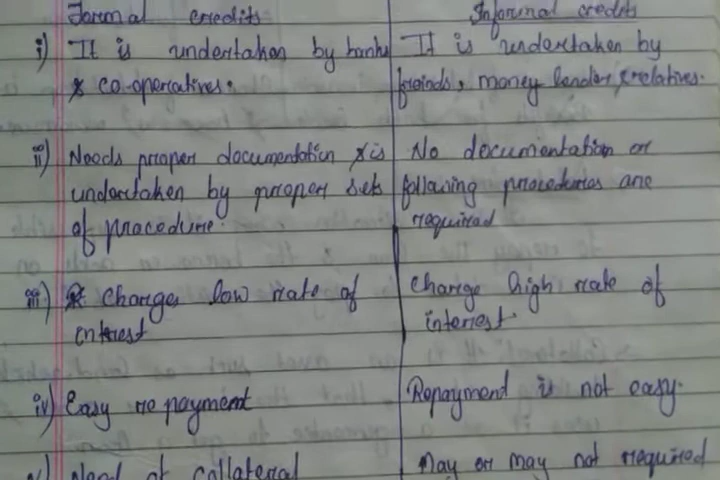 Formal credits
Informal credits
i) It is undertaken by banks
& co-operatives.
It is undertaken by
freinds, money lender & relatives.
ii) Needs proper documentation & is
undertaken by proper sets
of procedure.
No documentation or
following procedures are
required
iii) Charges low rate of
interest
Charge high rate of
interest.
iv) Easy repayment
Repayment is not easy.
v) Need of collateral
May or may not required